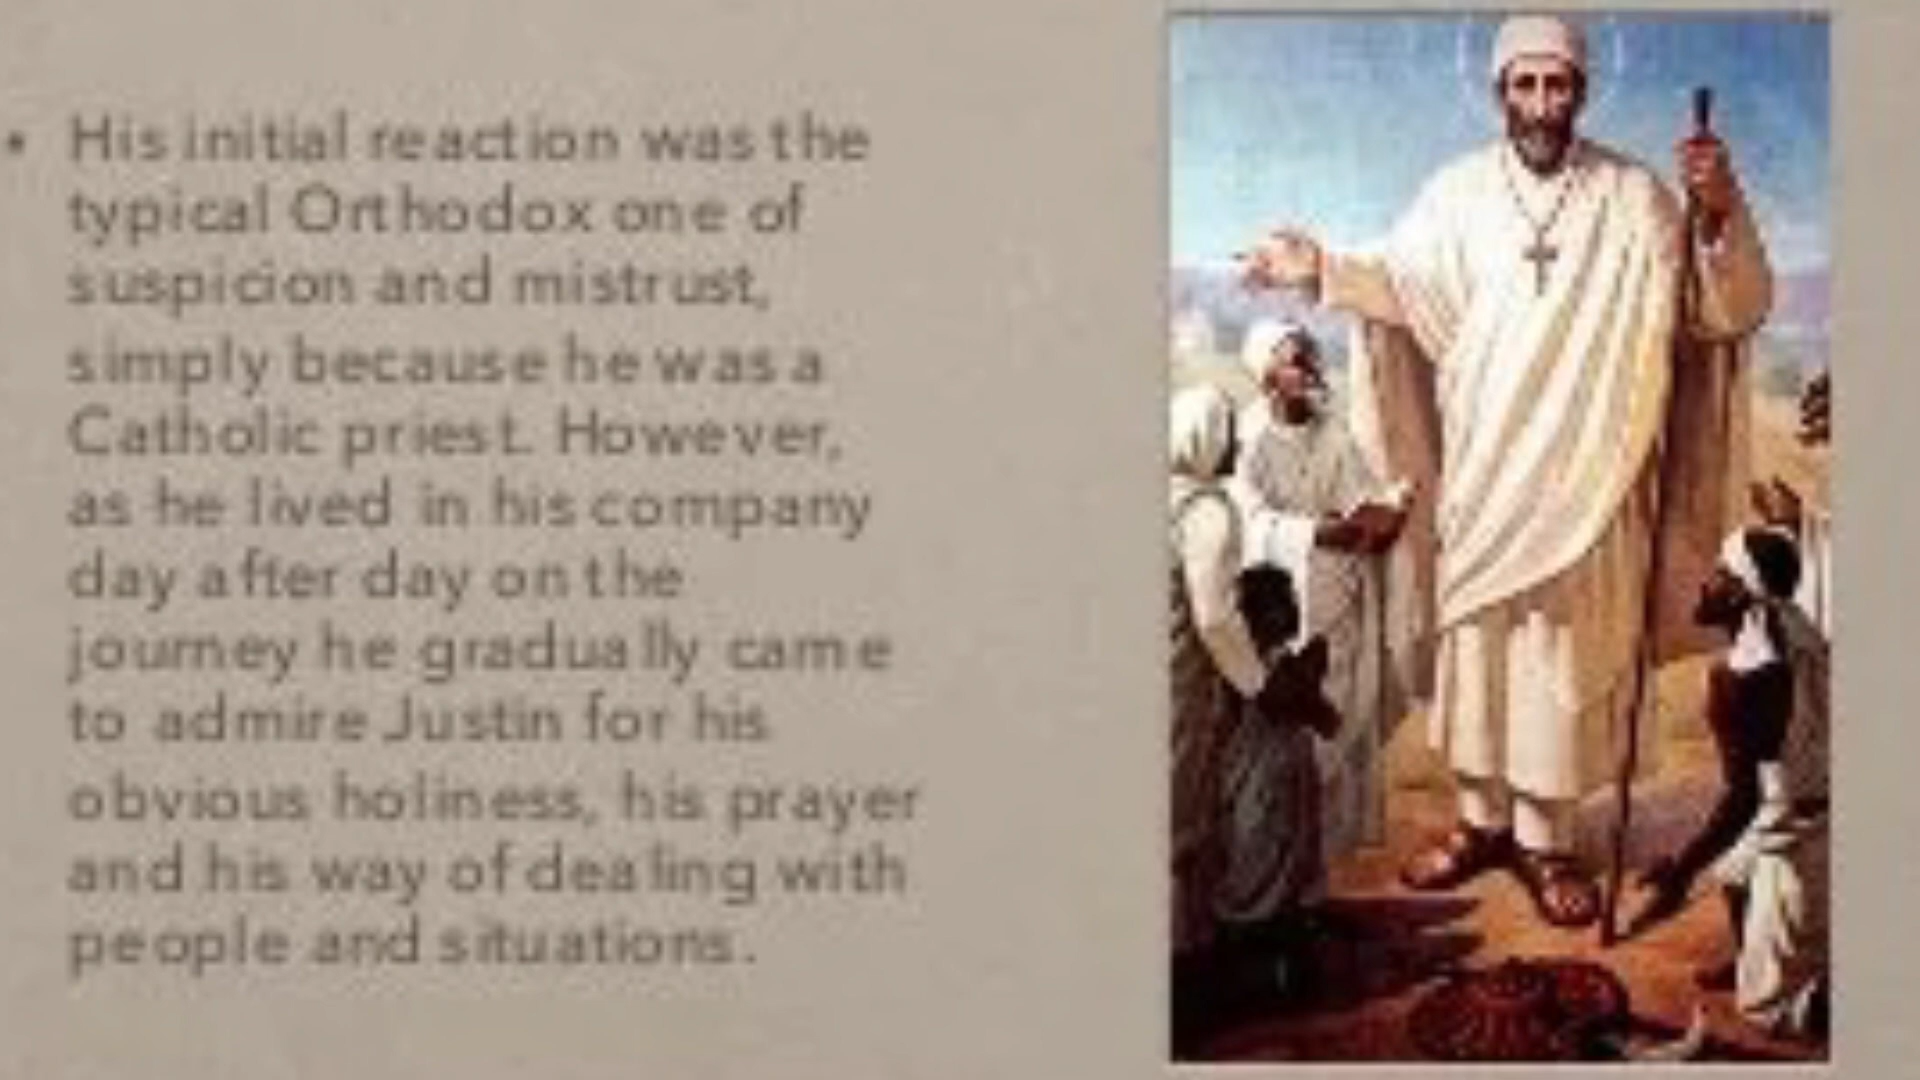 • His initial reaction was the
typical Orthodox one of
suspicion and mistrust,
simply because he was a
Catholic priest. However,
as he lived in his company
day after day on the
journey he gradually came
to admire Justin for his
obvious holiness, his prayer
and his way of dealing with
people and situations.